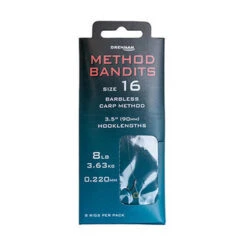 DRENNAN
METHOD
BANDITS
SIZE 16
BARBLESS
CARP METHOD
3.5" (90mm)
HOOKLENGTHS
8LB
3.63KG
0.220MM
8 RIGS PER PACK